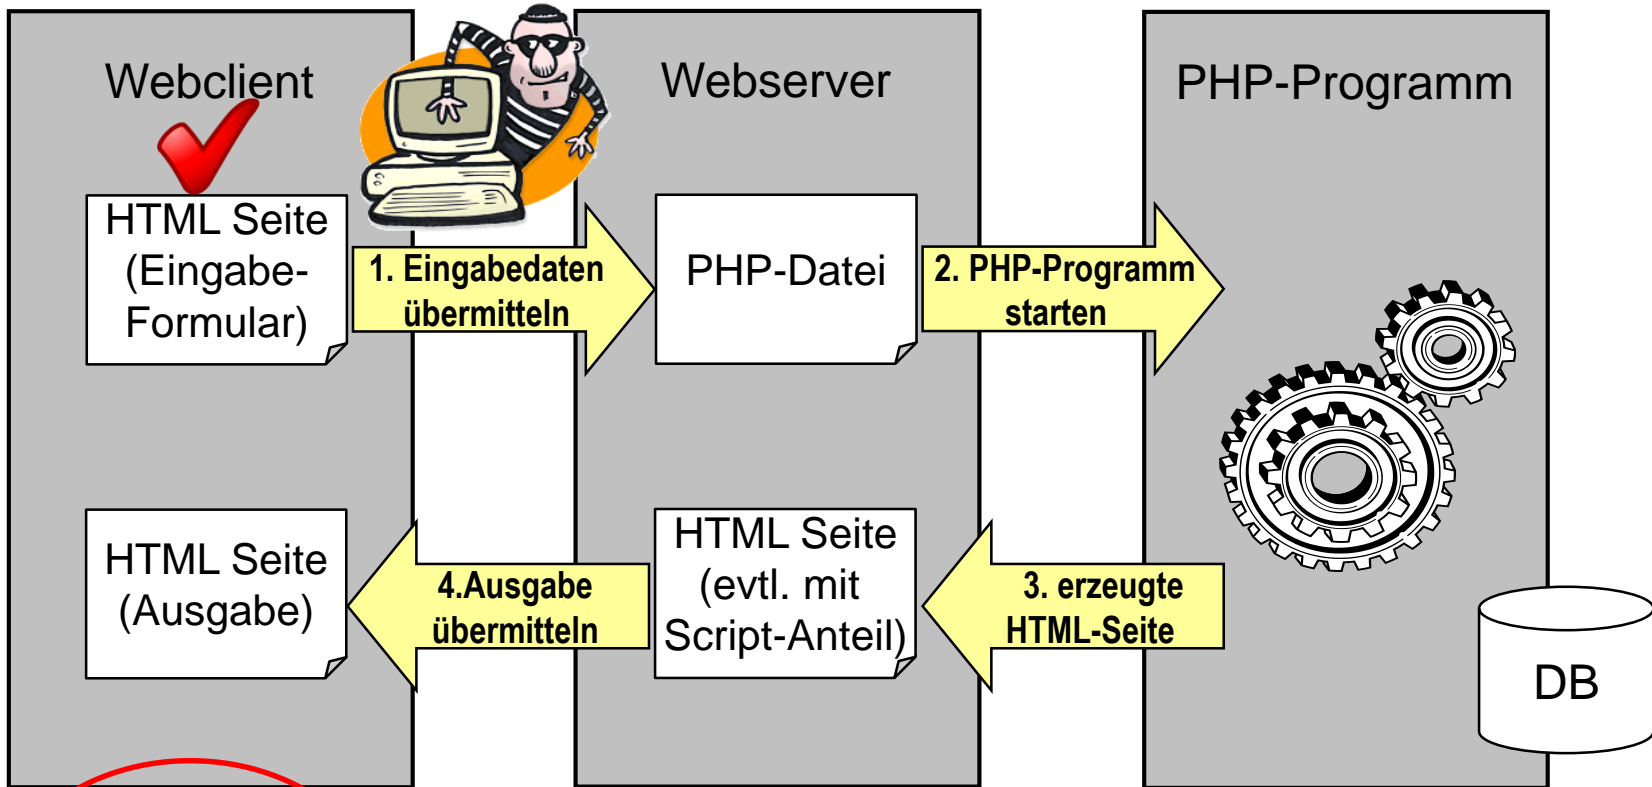 Webclient
Webserver
PHP-Programm
HTML Seite
(Eingabe-
Formular)
1. Eingabedaten
übermitteln
PHP-Datei
2. PHP-Programm
starten
HTML Seite
(Ausgabe)
4.Ausgabe
übermitteln
HTML Seite
(evtl. mit
Script-Anteil)
3. erzeugte
HTML-Seite
DB